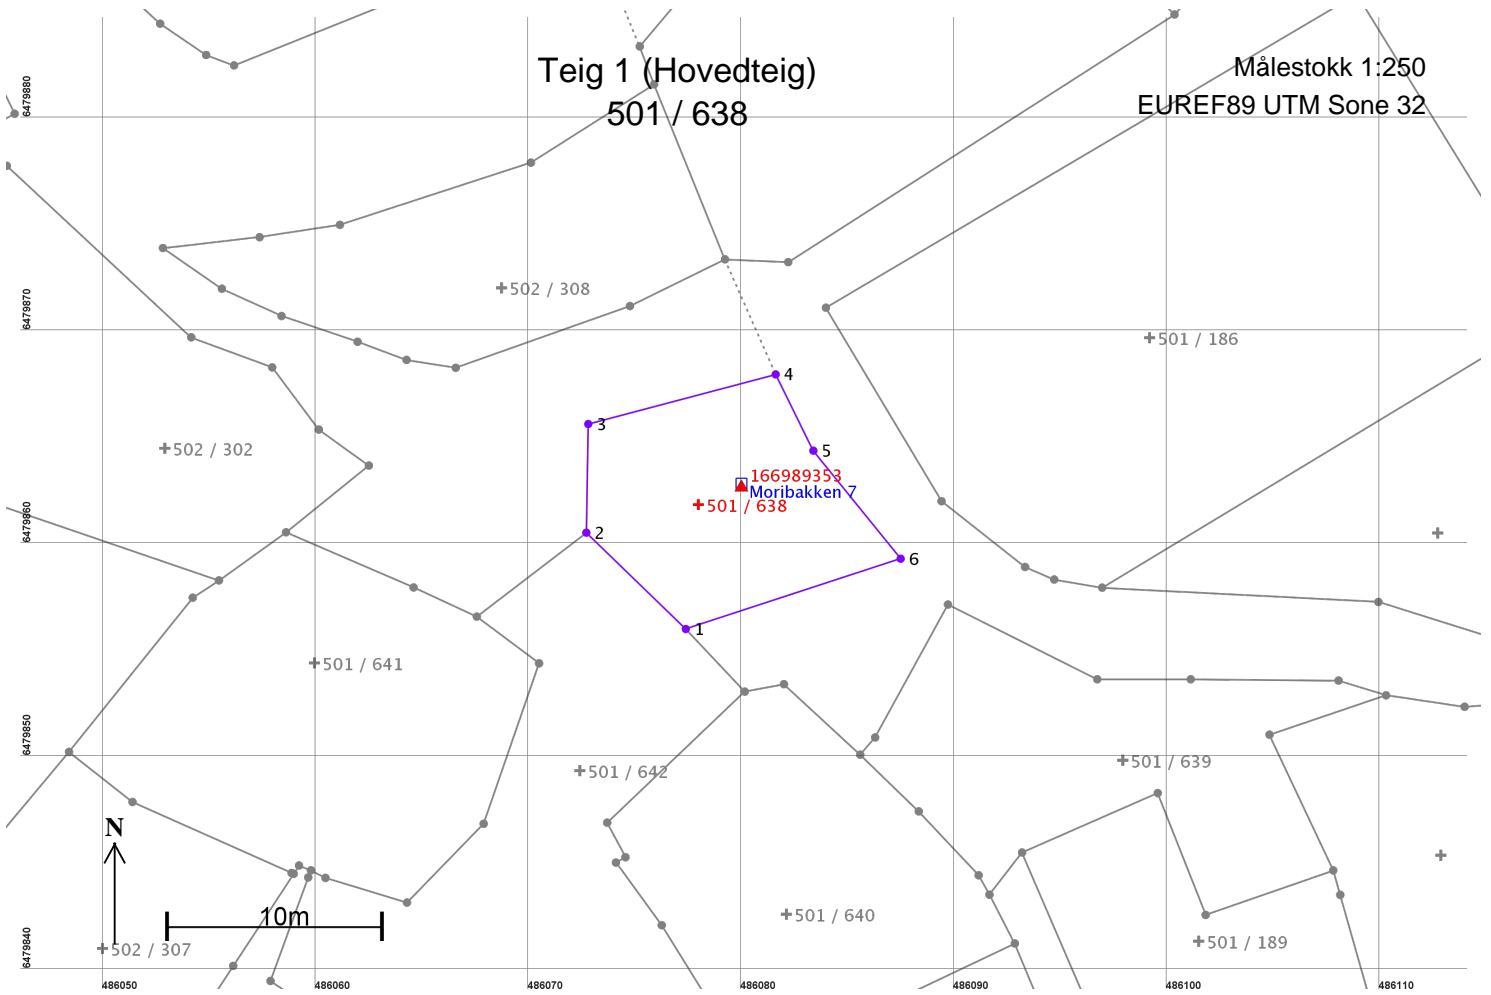 Teig 1 (Hovedteig)
501 / 638
Målestokk 1:250
EUREF89 UTM Sone 32
6479880
6479870
6479860
6479850
6479840
502 / 308
501 / 186
502 / 302
4
3
5
166989353
Moribakken 7
501 / 638
2
6
1
501 / 641
501 / 642
501 / 639
501 / 640
501 / 189
502 / 307
N
10m
486050
486060
486070
486080
486090
486100
486110